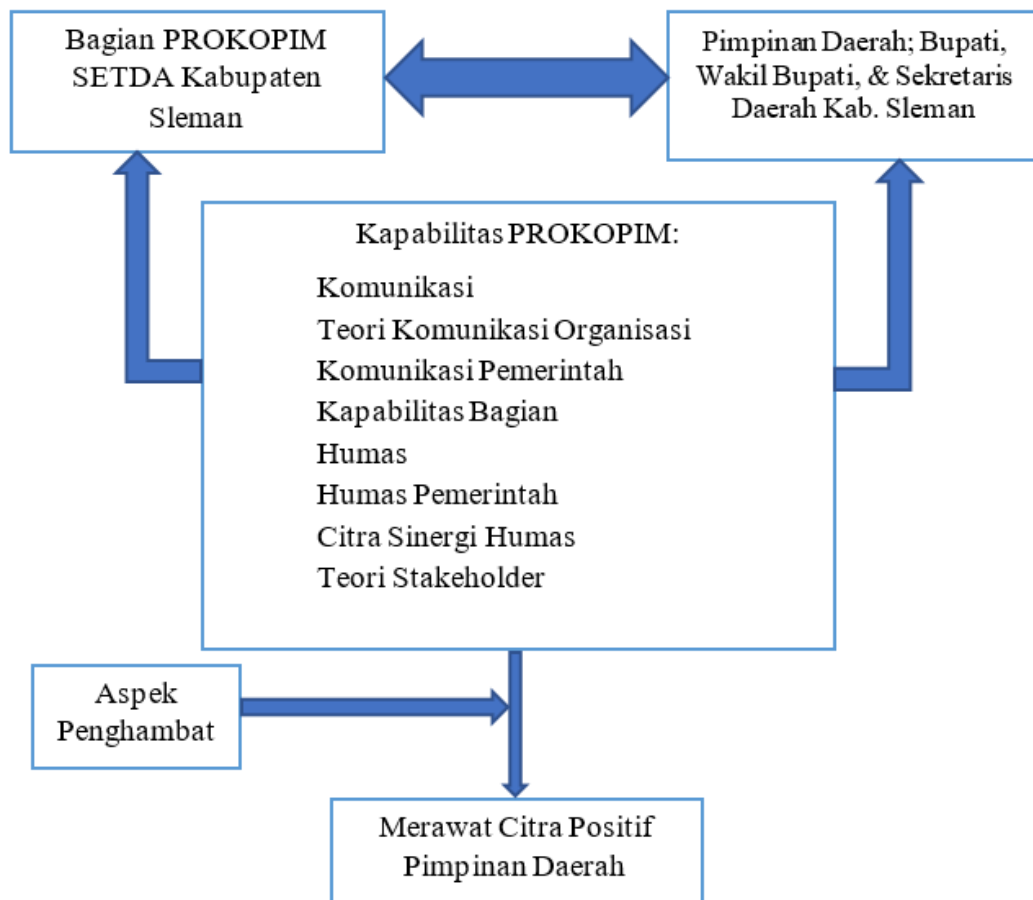 Bagian PROKOPIM
SETDA Kabupaten
Sleman
Pimpinan Daerah; Bupati,
Wakil Bupati, & Sekretaris
Daerah Kab. Sleman
Kapabilitas PROKOPIM:
Komunikasi
Teori Komunikasi Organisasi
Komunikasi Pemerintah
Kapabilitas Bagian
Humas
Humas Pemerintah
Citra Sinergi Humas
Teori Stakeholder
Aspek
Penghambat
Merawat Citra Positif
Pimpinan Daerah